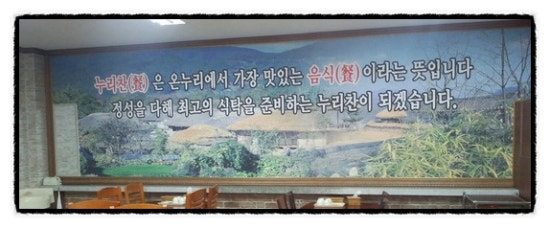 누리찬(餐)은 온누리에서 가장 맛있는 음식(餐)이라는 뜻입니다
정성을 다해 최고의 식탁을 준비하는 누리찬이 되겠습니다.